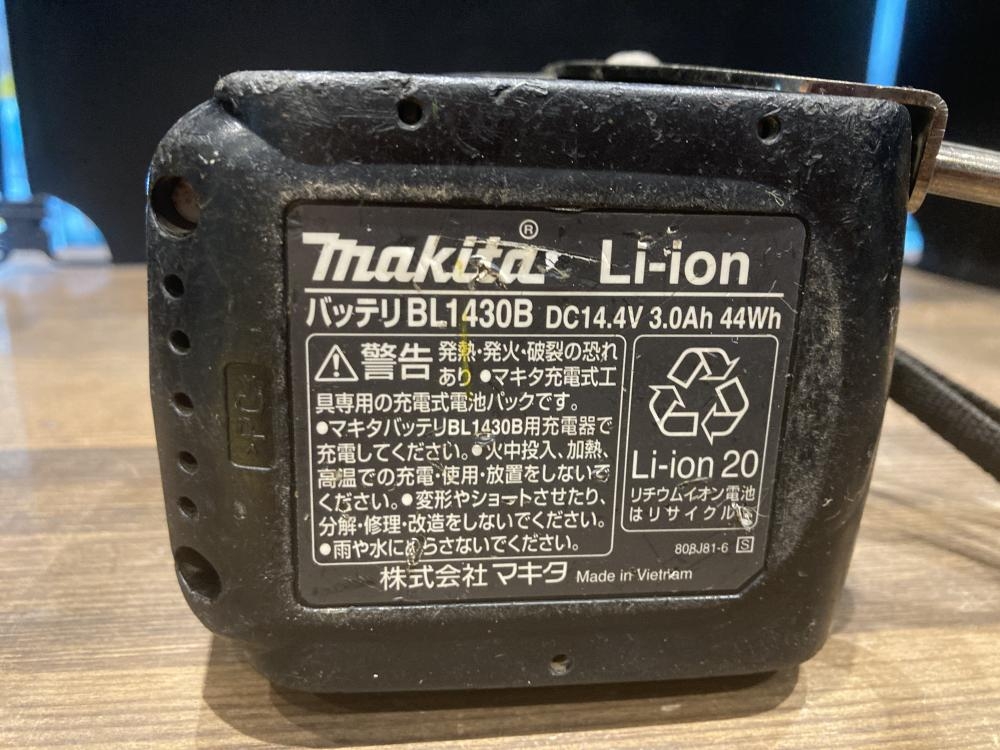 makita® Li-ion
バッテリ BL1430B DC14.4V 3.0Ah 44Wh
警告 発熱・発火・破裂の恐れ
あり ●マキタ充電式工
具専用の充電式電池パックです。
●マキタバッテリBL1430B用充電器で
充電してください。●火中投入、加熱、
高温での充電・使用・放置をしないで
ください。●変形やショートさせたり、
分解・修理・改造をしないでください。
●雨や水にぬらさないでください。
Li-ion 20
リチウムイオン電池
はリサイクルへ
808J81-6 S
株式会社 マキタ Made in Vietnam